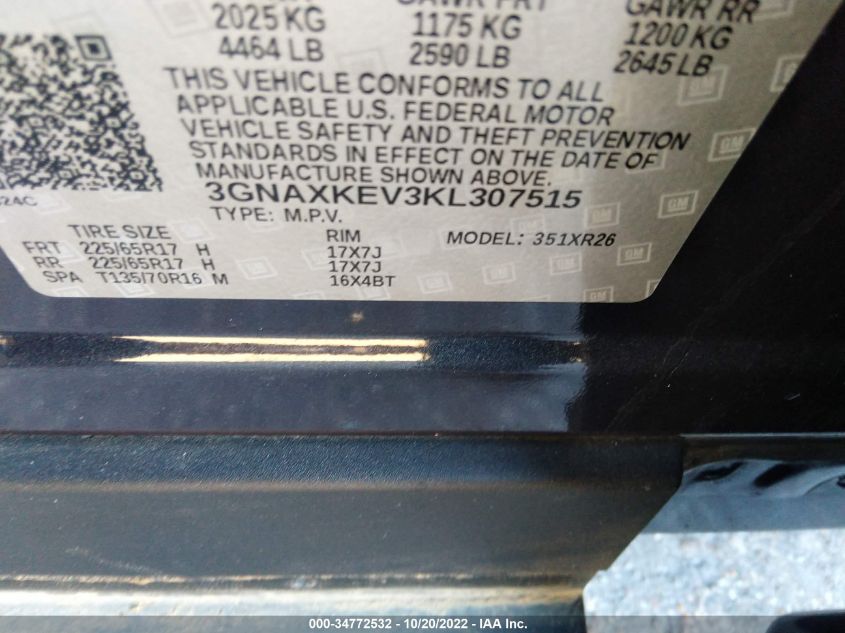 2025 KG
4464 LB
GAWR FRT
1175 KG
2590 LB
GAWR RR
1200 KG
2645 LB
THIS VEHICLE CONFORMS TO ALL
APPLICABLE U.S. FEDERAL MOTOR
VEHICLE SAFETY AND THEFT PREVENTION
STANDARDS IN EFFECT ON THE DATE OF
MANUFACTURE SHOWN ABOVE.
3GNAXKEV3KL307515
TYPE: M.P.V.
TIRE SIZE
RIM
MODEL: 351XR26
FRT 225/65R17 H 17X7J
RR 225/65R17 H 17X7J
SPA T135/70R16 M 16X4BT
GM
000-34772532 - 10/20/2022 - IAA Inc.